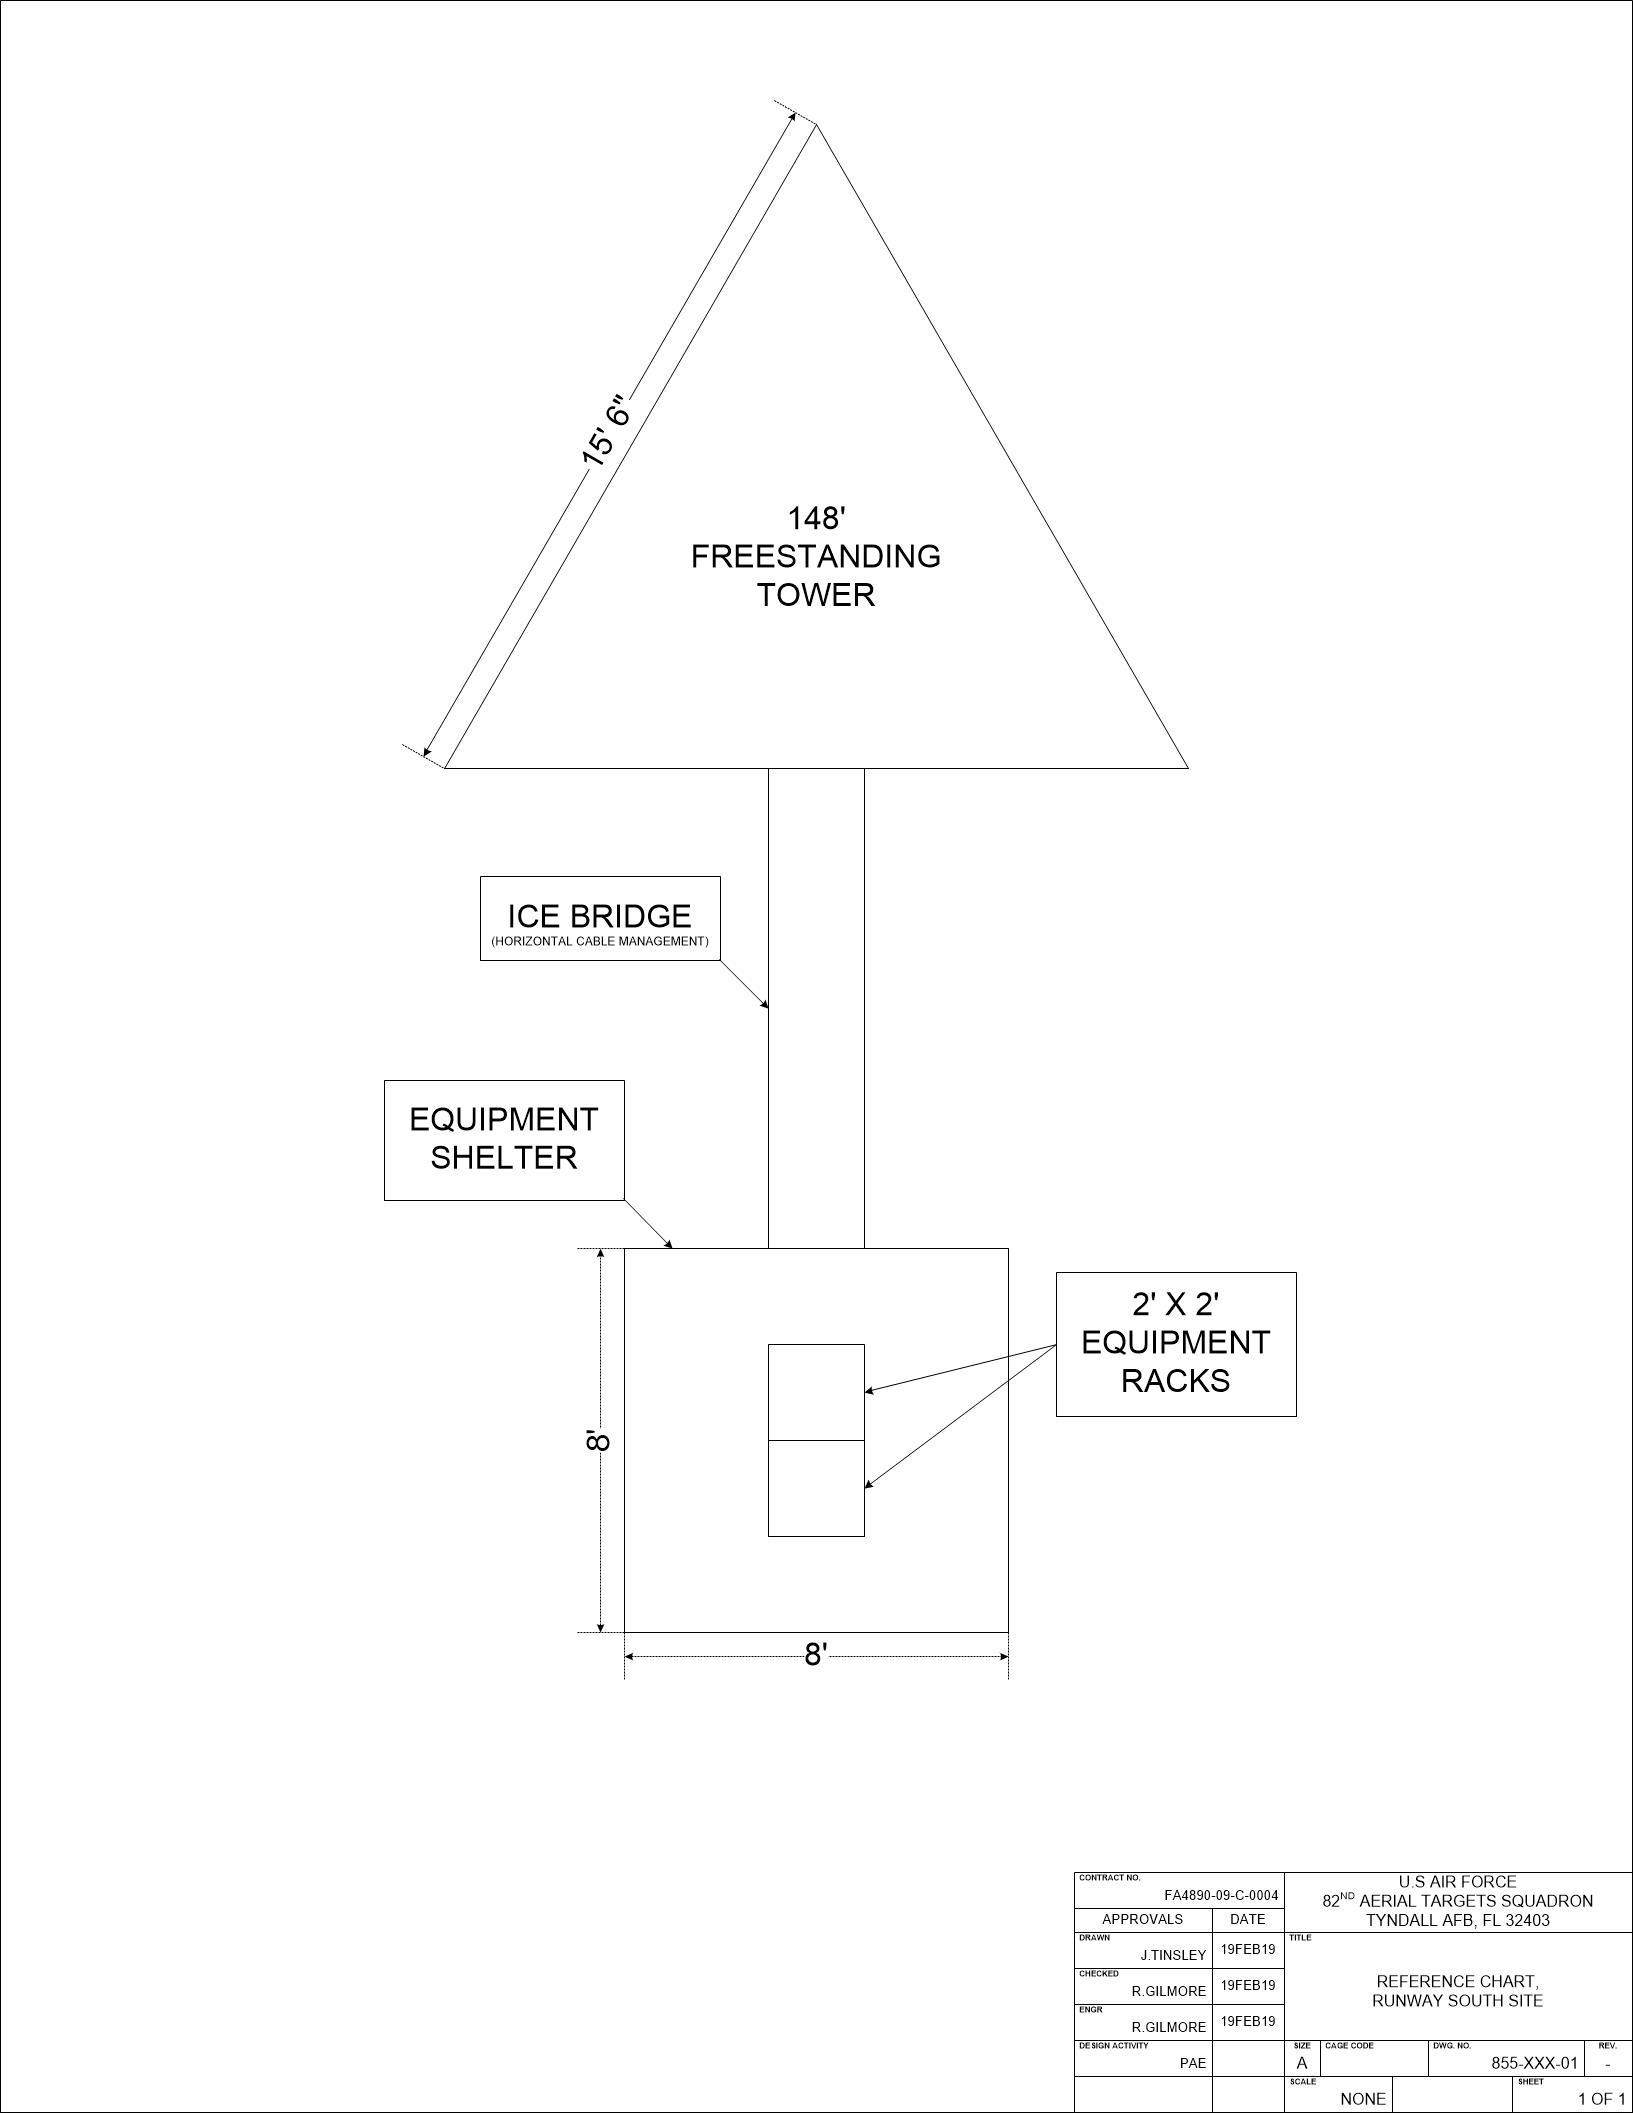 15' 6"
148'
FREESTANDING
TOWER
ICE BRIDGE
(HORIZONTAL CABLE MANAGEMENT)
EQUIPMENT
SHELTER
2' X 2'
EQUIPMENT
RACKS
8'
8'
CONTRACT NO.
FA4890-09-C-0004
APPROVALS
DATE
DRAWN
J.TINSLEY
19FEB19
CHECKED
R.GILMORE
19FEB19
ENGR
R.GILMORE
19FEB19
DESIGN ACTIVITY
PAE
U.S AIR FORCE
82ND AERIAL TARGETS SQUADRON
TYNDALL AFB, FL 32403
TITLE
REFERENCE CHART,
RUNWAY SOUTH SITE
SIZE
A
CAGE CODE
DWG. NO.
855-XXX-01
REV.
-
SCALE
NONE
SHEET
1 OF 1